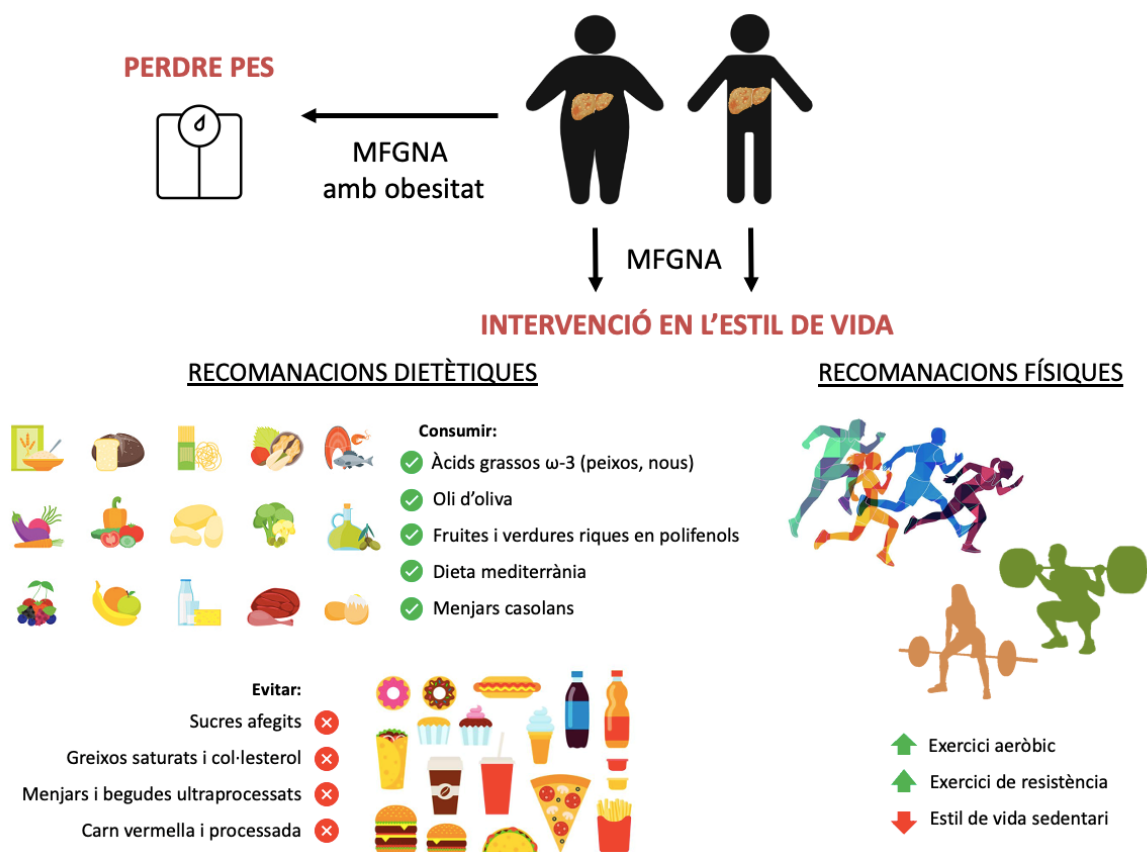 PERDRE PES
MFGNA
amb obesitat
MFGNA
INTERVENCIÓ EN L’ESTIL DE VIDA
RECOMANACIONS DIETÈTIQUES
Consumir:
Àcids grassos ω-3 (peixos, nous)
Oli d’oliva
Fruites i verdures riques en polifenols
Dieta mediterrània
Menjars casolans
Evitar:
Sucres afegits
Greixos saturats i col·lesterol
Menjars i begudes ultraprocessats
Carn vermella i processada
RECOMANACIONS FÍSIQUES
Exercici aeròbic
Exercici de resistència
Estil de vida sedentari